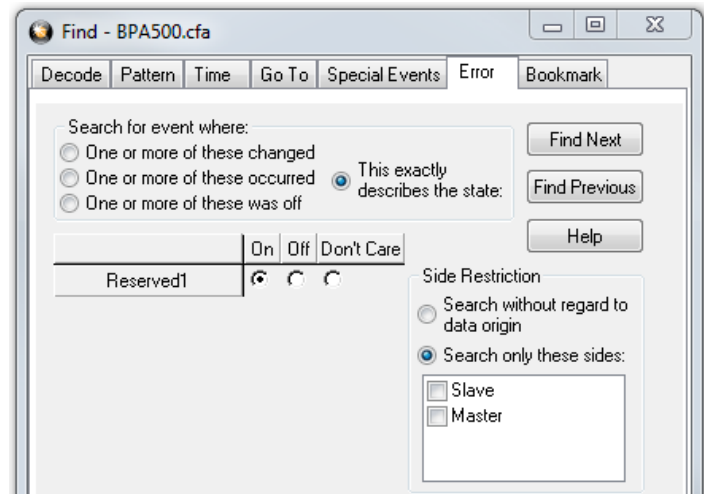 Find - BPA500.cfa
Decode Pattern Time Go To Special Events Error Bookmark
Search for event where:
One or more of these changed
One or more of these occurred
One or more of these was off
This exactly
describes the state:
Find Next
Find Previous
Help
On Off Don't Care
Reserved1
Side Restriction
Search without regard to
data origin
Search only these sides:
Slave
Master